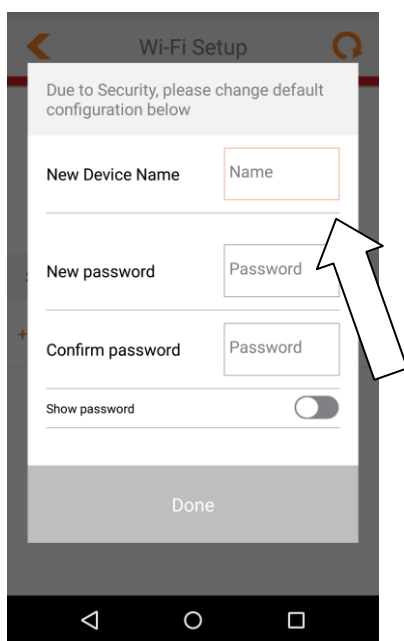 Wi-Fi Setup
Due to Security, please change default
configuration below
New Device Name
Name
New password
Password
Confirm password
Password
Show password
Done